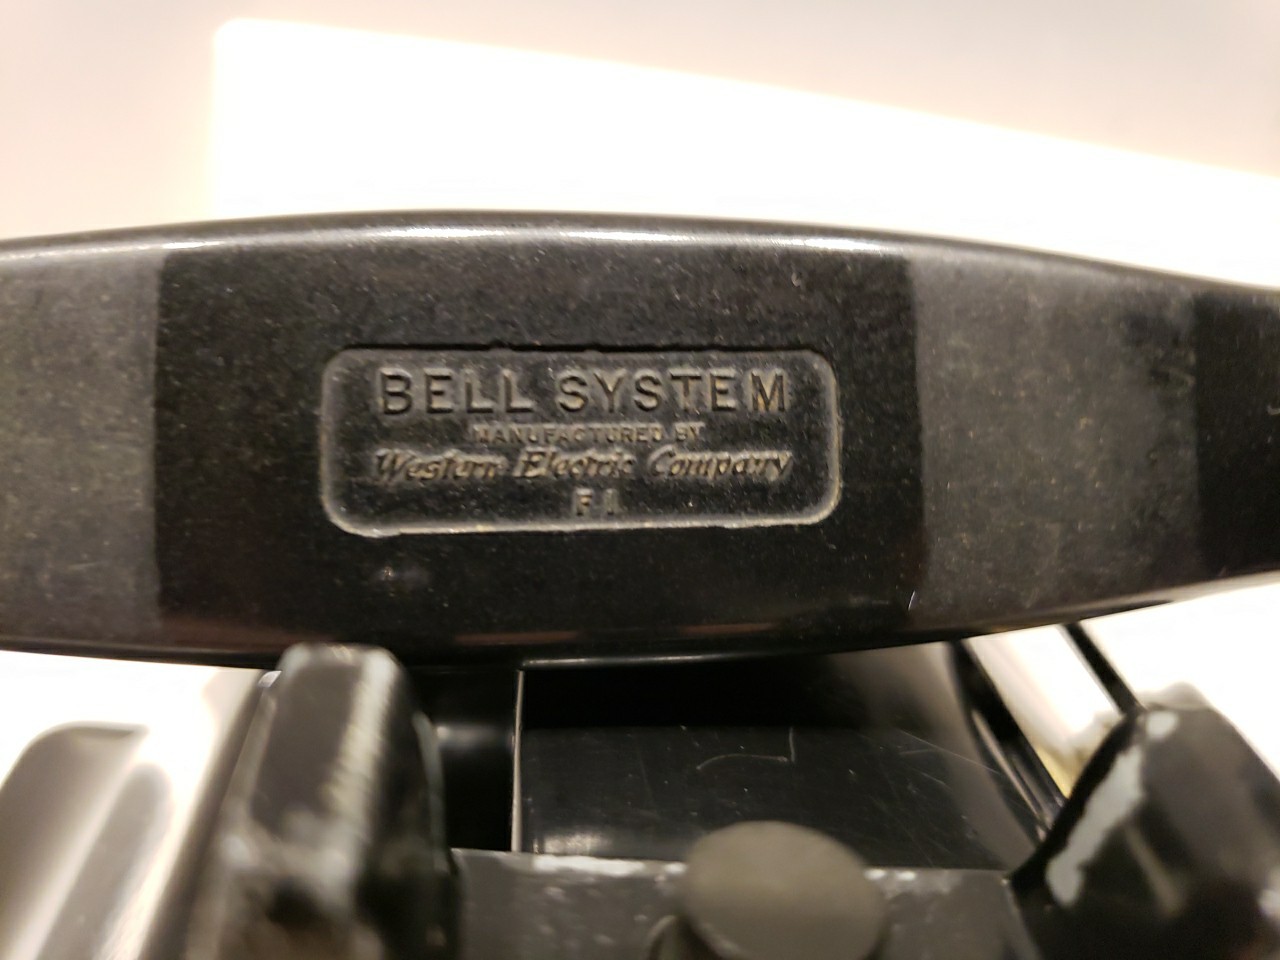 BELL SYSTEM
MANUFACTURED BY
Western Electric Company
F1